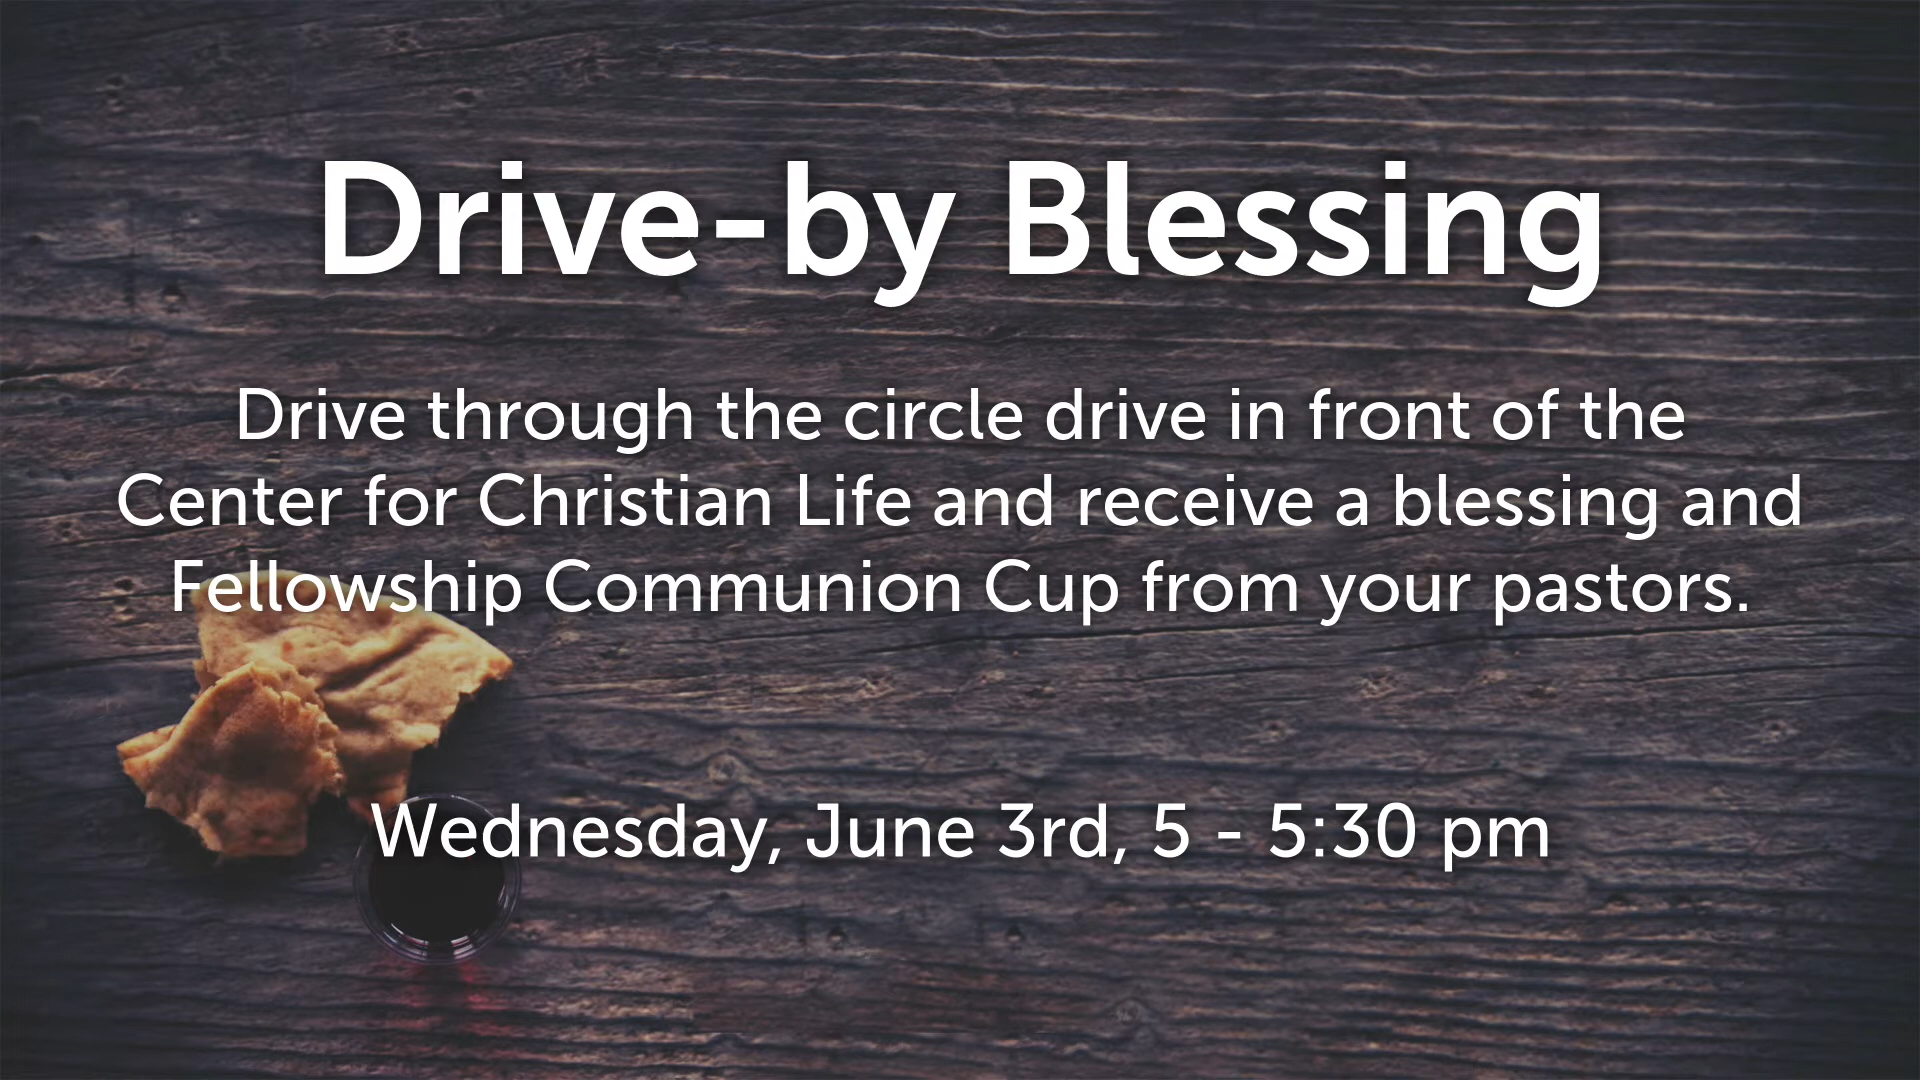 Drive-by Blessing
Drive through the circle drive in front of the
Center for Christian Life and receive a blessing and
Fellowship Communion Cup from your pastors.
Wednesday, June 3rd, 5 - 5:30 pm